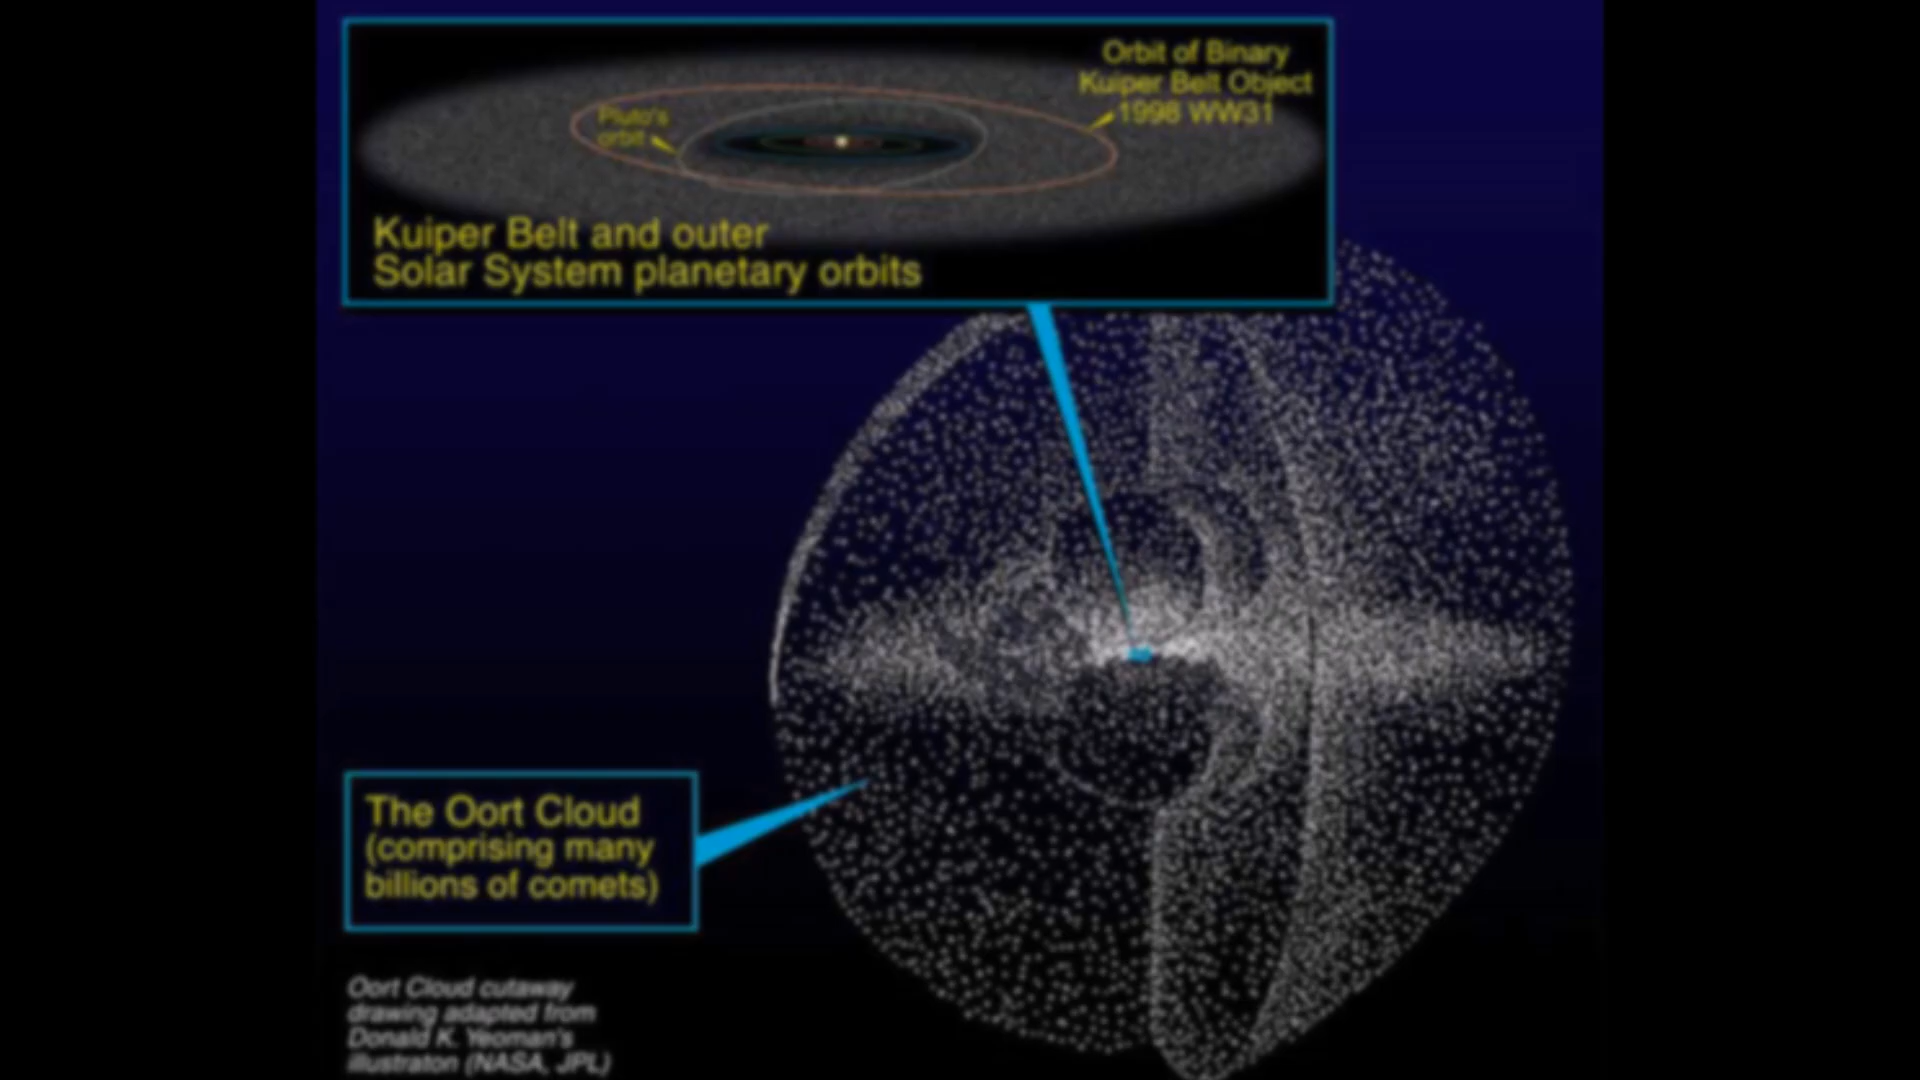 Orbit of Binary
Kuiper Belt Object
1998 WW31
Pluto's
orbit
Kuiper Belt and outer
Solar System planetary orbits
The Oort Cloud
(comprising many
billions of comets)
Oort Cloud cutaway
drawing adapted from
Donald K. Yeoman's
illustraton (NASA, JPL)